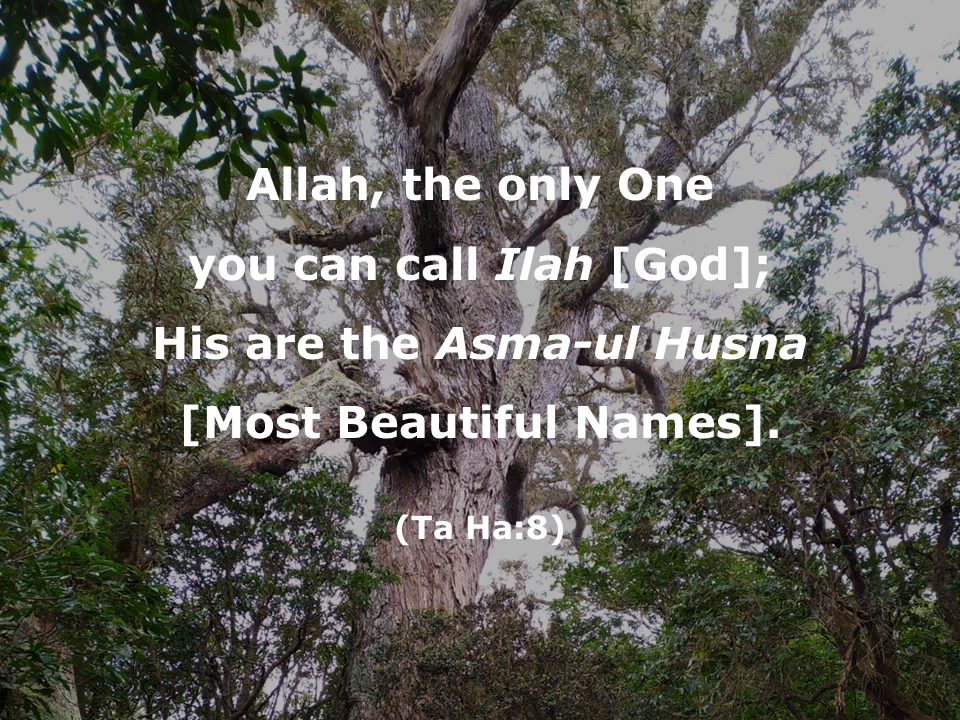 Allah, the only One
you can call Ilah [God];
His are the Asma-ul Husna
[Most Beautiful Names].
(Ta Ha:8)